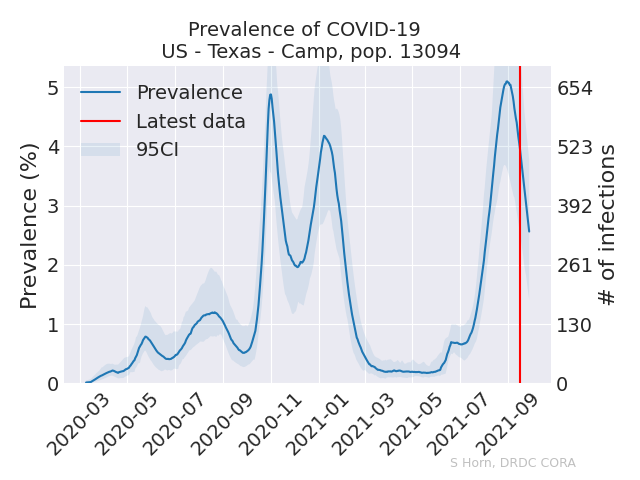 Prevalence of COVID-19
US - Texas - Camp, pop. 13094
Prevalence
Latest data
95CI
Prevalence (%)
5
4
3
2
1
0
654
523
392
261
130
0
# of infections
2020-03
2020-05
2020-07
2020-09
2020-11
2021-01
2021-03
2021-05
2021-07
2021-09
S Horn, DRDC CORA